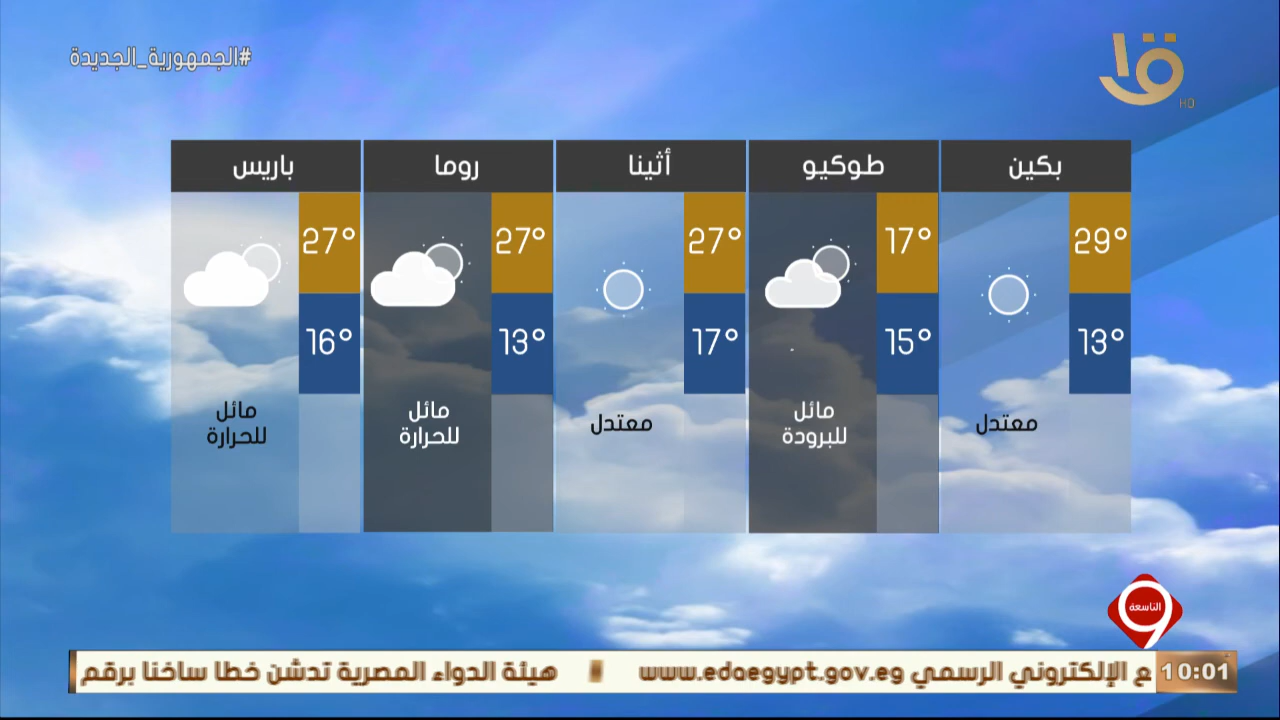 #الجمهورية_الجديدة
HD
بكين
29°
13°
معتدل
طوكيو
17°
15°
مائل
للبرودة
أثينا
27°
17°
معتدل
روما
27°
13°
مائل
للحرارة
باريس
27°
16°
مائل
للحرارة
التاسعة
9
10:01
ع الإلكتروني الرسمي www.edaegypt.gov.eg
هيئة الدواء المصرية تدشن خطا ساخنا برقم